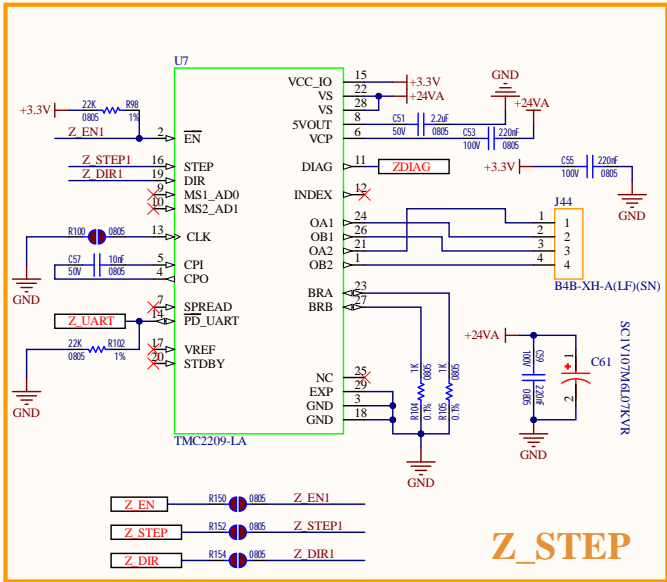 U7
VCC_IO 15 +3.3V
VS 22 +24VA
VS 28
5VOUT 8
VCP 6
C51 2.2uF
50V 0805
GND
+24VA
C53 220nF
100V 0805
+3.3V 22K R98
0805 1%
Z_EN1 2 EN
Z_STEP1 16 STEP
Z_DIR1 19 DIR
9 MS1_AD0
10 MS2_AD1
DIAG 11 ZDIAG
INDEX 12
+3.3V C55 220nF
100V 0805
GND
R100 0805 13 CLK
GND
C57 10nF 5 CPI
50V 0805 4 CPO
OA1 24
OB1 26
OA2 21
OB2 1
J44
1 1
2 2
3 3
4 4
B4B-XH-A(LF)(SN)
7 SPREAD
Z_UART 14 PD_UART
22K R102
0805 1%
GND
17 VREF
20 STDBY
BRA 23
BRB 27
NC 25
EXP 29
GND 3
GND 18
R104 1K
0.1% 0805
R105 1K
0.1% 0805
GND
TMC2209-LA
+24VA
C59 100V
220nF 0805
1
C61
2
SC1V107M6L07KVR
GND
Z_EN R150 0805 Z_EN1
Z_STEP R152 0805 Z_STEP1
Z_DIR R154 0805 Z_DIR1
Z_STEP